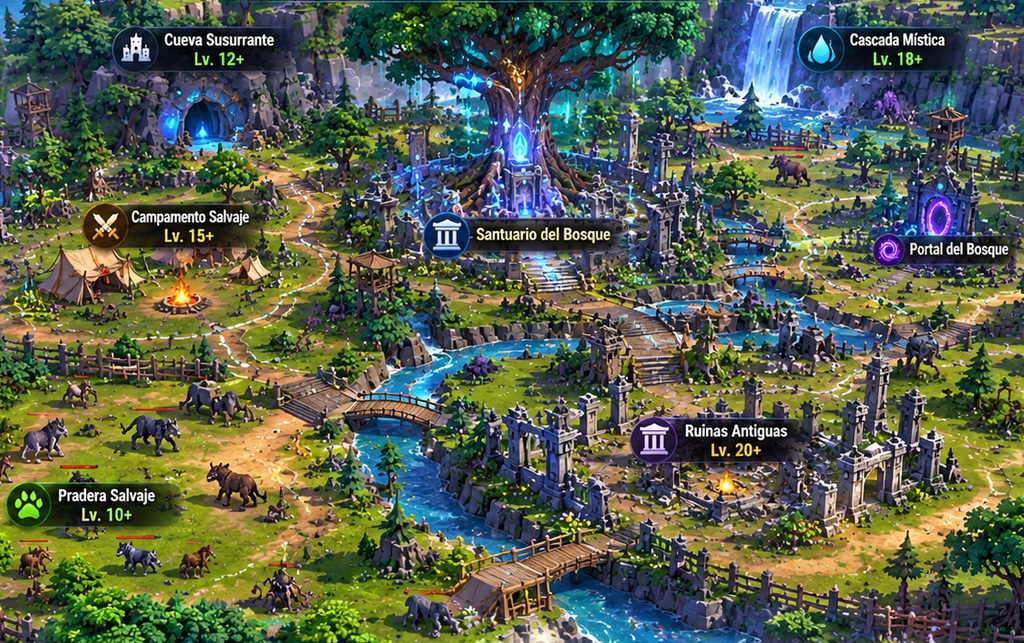 Cueva Susurrante
Lv. 12+
Cascada Mística
Lv. 18+
Campamento Salvaje
Lv. 15+
Santuario del Bosque
Portal del Bosque
Ruinas Antiguas
Lv. 20+
Pradera Salvaje
Lv. 10+